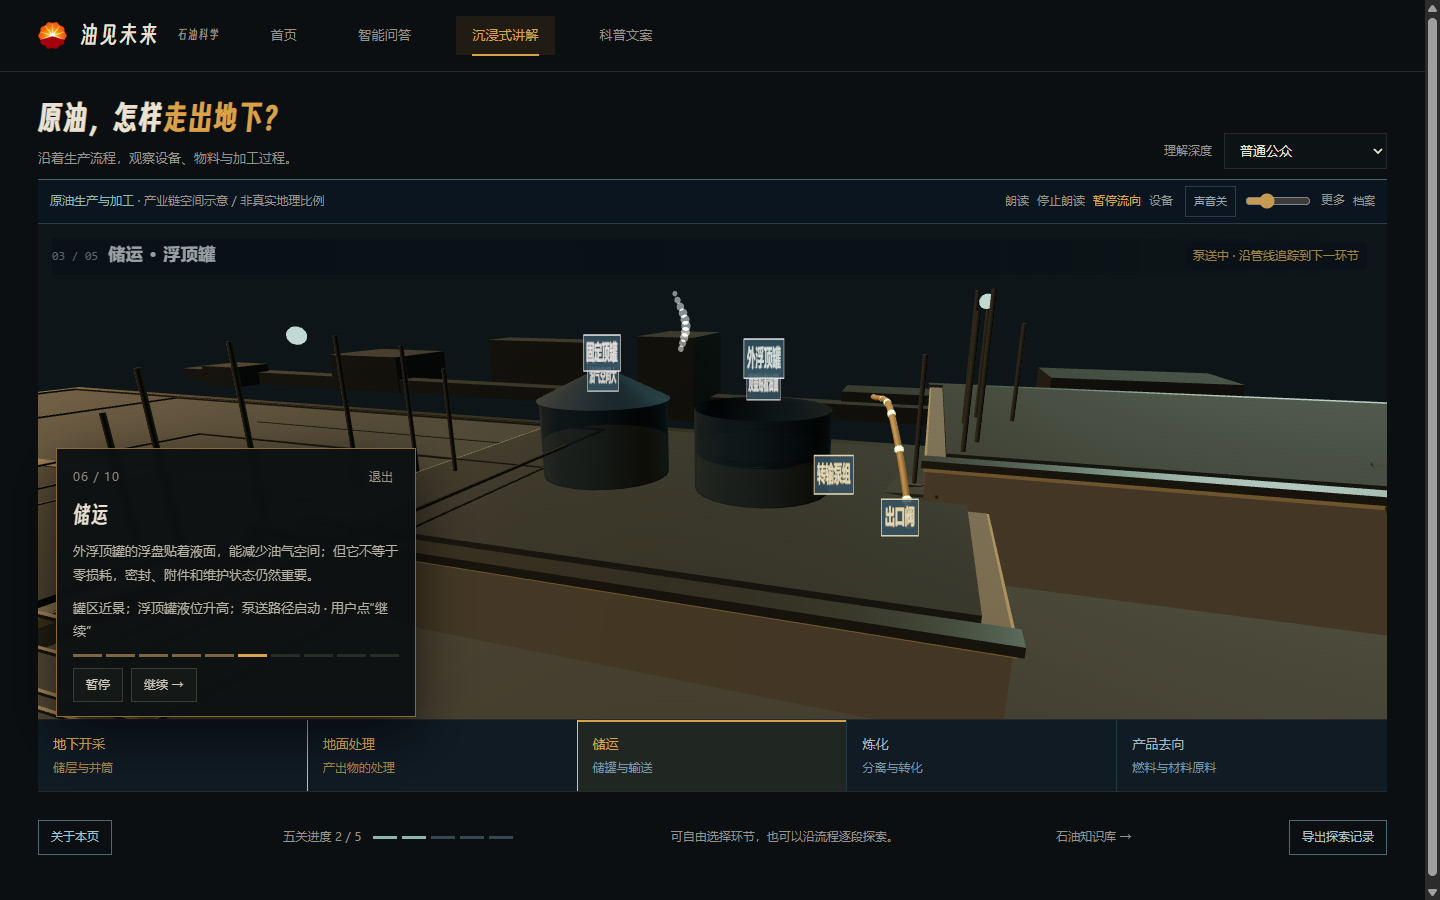 油见未来 石油科学 首页 智能问答 沉浸式讲解 科普文案
原油，怎样走出地下？
沿着生产流程，观察设备、物料与加工过程。
理解深度 普通公众
原油生产与加工 · 产业链空间示意 / 非真实地理比例
朗读 停止朗读 暂停流向 设备 声音关 更多 档案
03 / 05 储运 • 浮顶罐
泵送中 · 沿管线追踪到下一环节
固定顶罐
外浮顶罐
转输泵组
出口阀
06 / 10 退出
储运
外浮顶罐的浮盘贴着液面，能减少油气空间；但它不等于
零损耗，密封、附件和维护状态仍然重要。
罐区近景；浮顶罐液位升高；泵送路径启动 · 用户点“继
续”
暂停 继续 →
地下开采
储层与井筒
地面处理
产出物的处理
储运
储罐与输送
炼化
分离与转化
产品去向
燃料与材料原料
关于本页 五关进度 2 / 5 可自由选择环节，也可以沿流程逐段探索。 石油知识库 → 导出探索记录